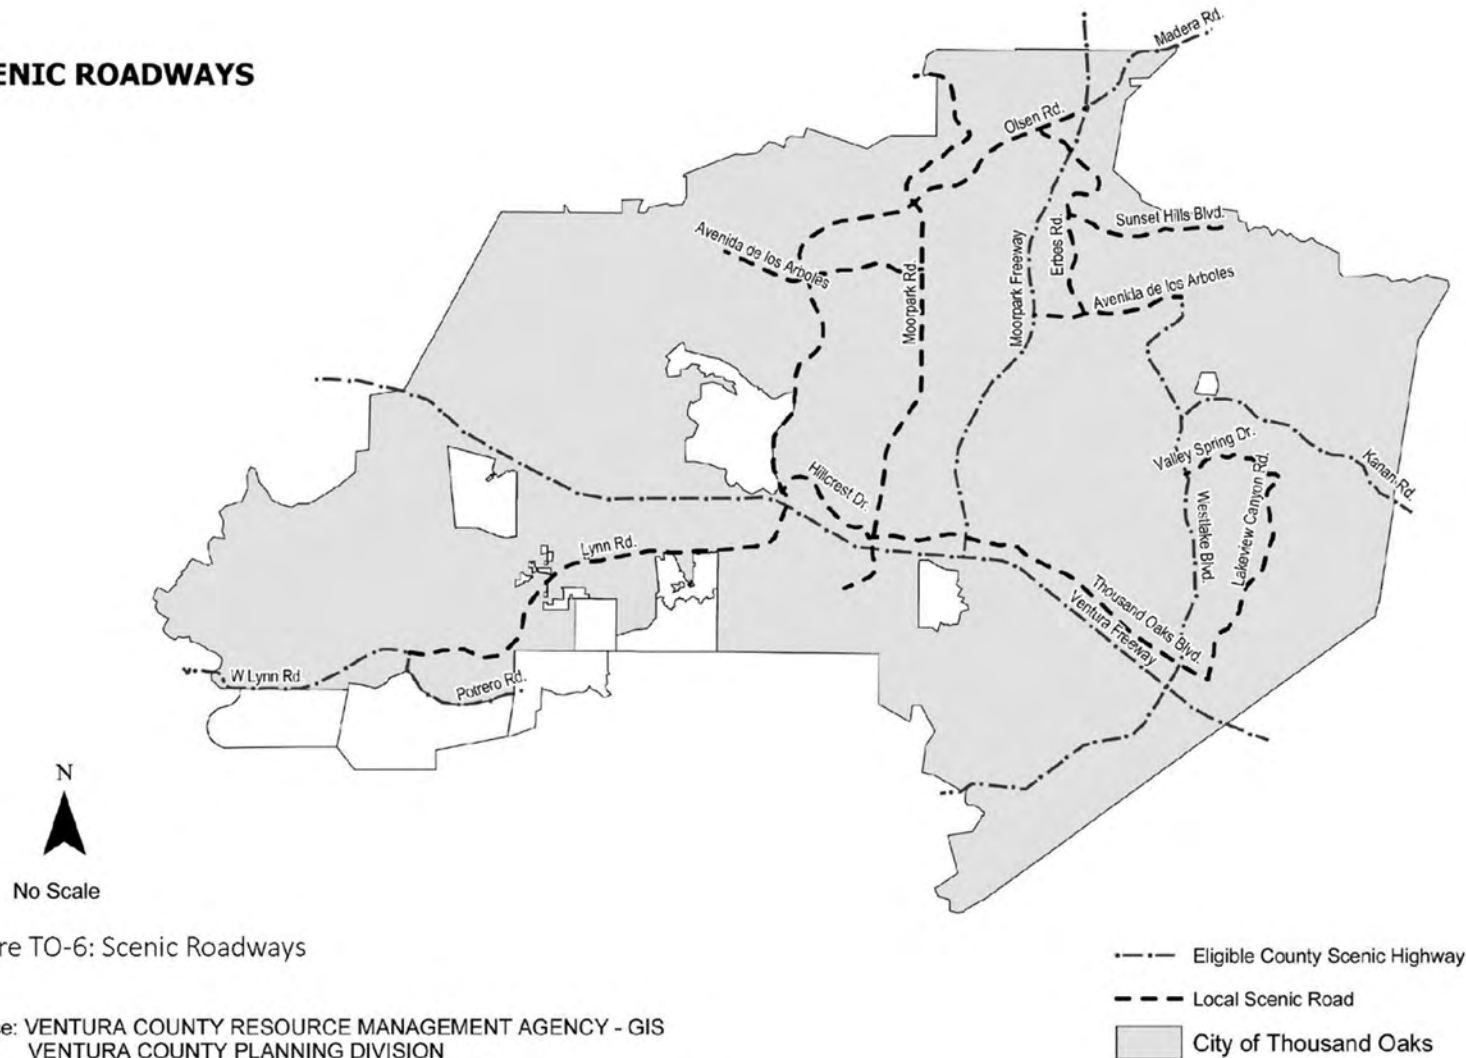 ENIC ROADWAYS
Madera Rd.
Olsen Rd.
Sunset Hills Blvd.
Avenida de los Arboles
Moorpark Rd.
Moorpark Freeway
Erbes Rd.
Avenida de los Arboles
Hillcrest Dr.
Valley Spring Dr.
Kanan Rd.
Westlake Blvd.
Lakeview Canyon Rd.
Lynn Rd.
Thousand Oaks Blvd.
Ventura Freeway
W Lynn Rd.
Potrero Rd.
N
No Scale
re TO-6: Scenic Roadways
Eligible County Scenic Highway
Local Scenic Road
City of Thousand Oaks
e: VENTURA COUNTY RESOURCE MANAGEMENT AGENCY - GIS
VENTURA COUNTY PLANNING DIVISION